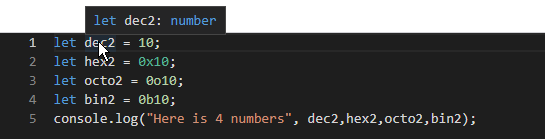 let dec2: number
1 let dec2 = 10;
2 let hex2 = 0x10;
3 let octo2 = 0o10;
4 let bin2 = 0b10;
5 console.log("Here is 4 numbers", dec2,hex2,octo2,bin2);